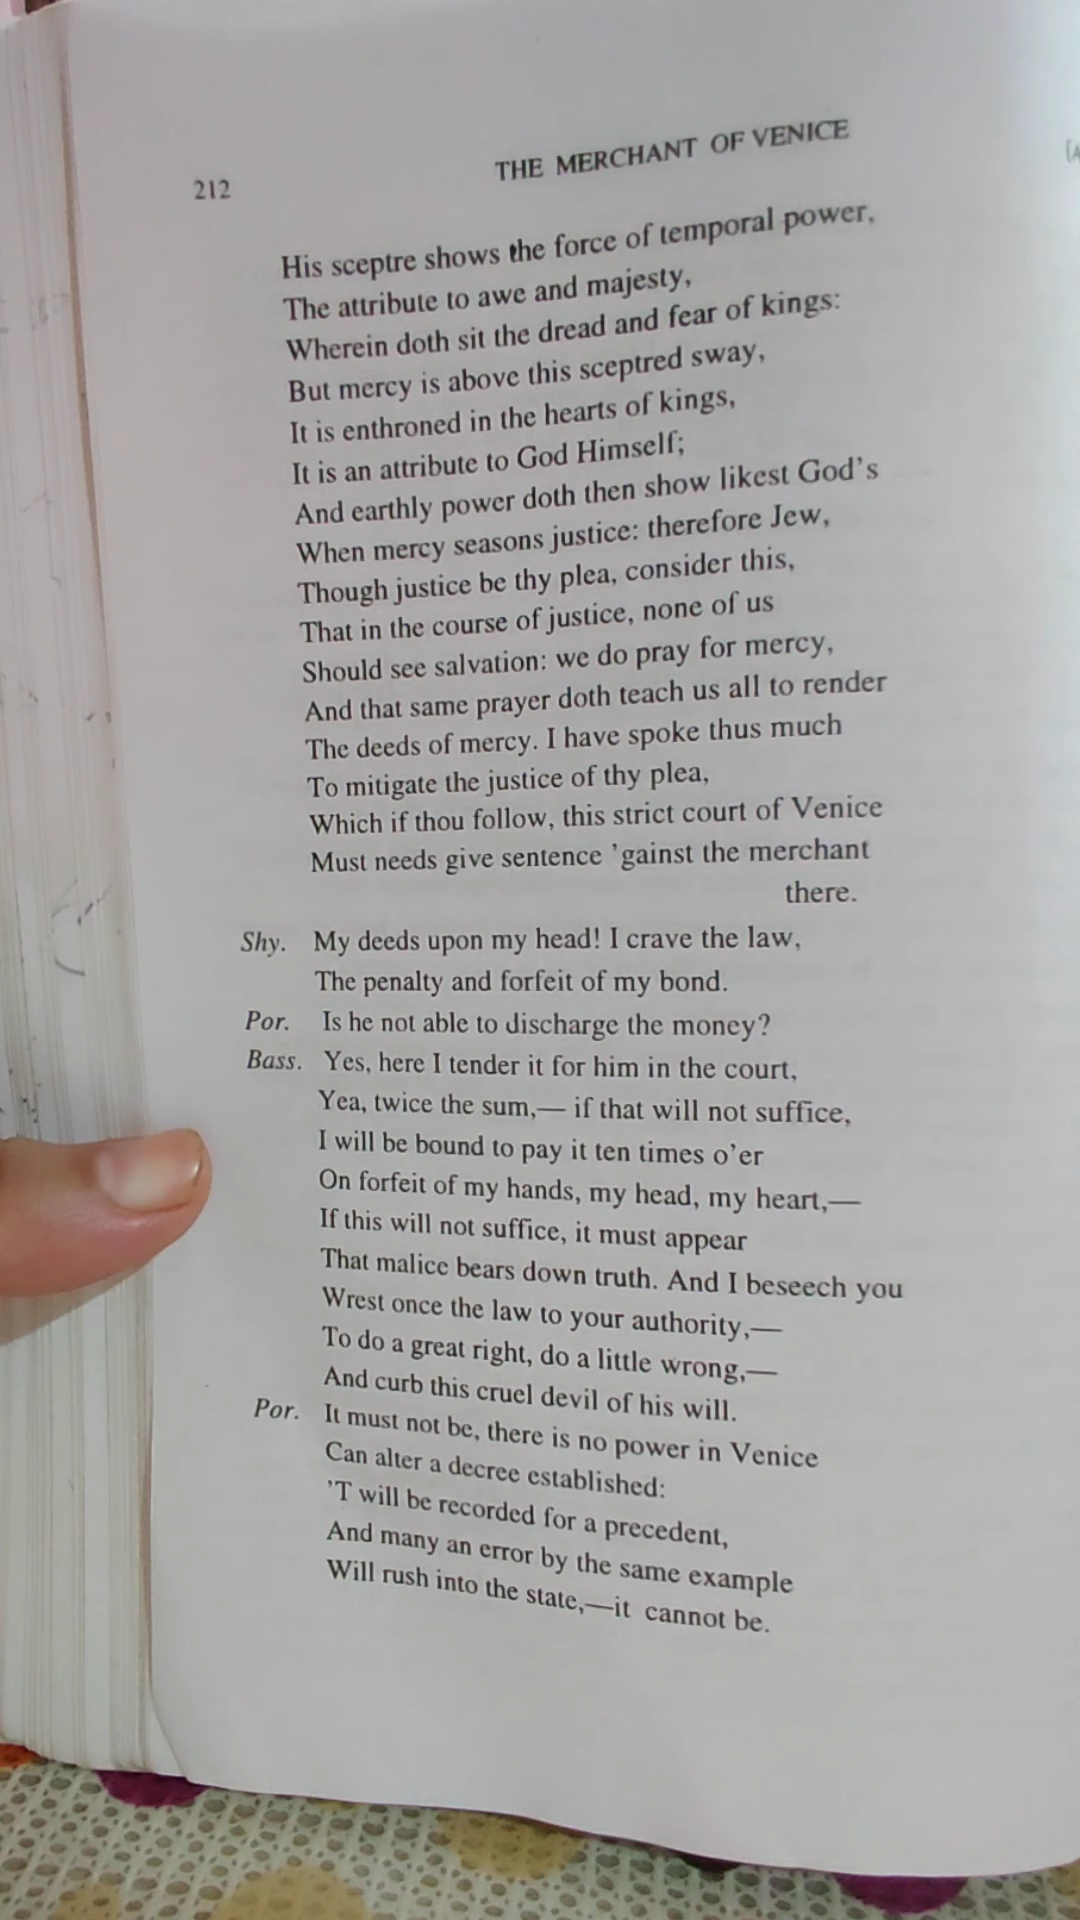 212
THE MERCHANT OF VENICE
His sceptre shows the force of temporal power,
The attribute to awe and majesty,
Wherein doth sit the dread and fear of kings:
But mercy is above this sceptred sway,
It is enthroned in the hearts of kings,
It is an attribute to God Himself;
And earthly power doth then show likest God's
When mercy seasons justice: therefore Jew,
Though justice be thy plea, consider this,
That in the course of justice, none of us
Should see salvation: we do pray for mercy,
And that same prayer doth teach us all to render
The deeds of mercy. I have spoke thus much
To mitigate the justice of thy plea,
Which if thou follow, this strict court of Venice
Must needs give sentence 'gainst the merchant
there.
Shy. My deeds upon my head! I crave the law,
The penalty and forfeit of my bond.
Por. Is he not able to discharge the money?
Bass. Yes, here I tender it for him in the court,
Yea, twice the sum,— if that will not suffice,
I will be bound to pay it ten times o'er
On forfeit of my hands, my head, my heart,—
If this will not suffice, it must appear
That malice bears down truth. And I beseech you
Wrest once the law to your authority,—
To do a great right, do a little wrong,—
And curb this cruel devil of his will.
Por. It must not be, there is no power in Venice
Can alter a decree established:
'T will be recorded for a precedent,
And many an error by the same example
Will rush into the state,—it cannot be.